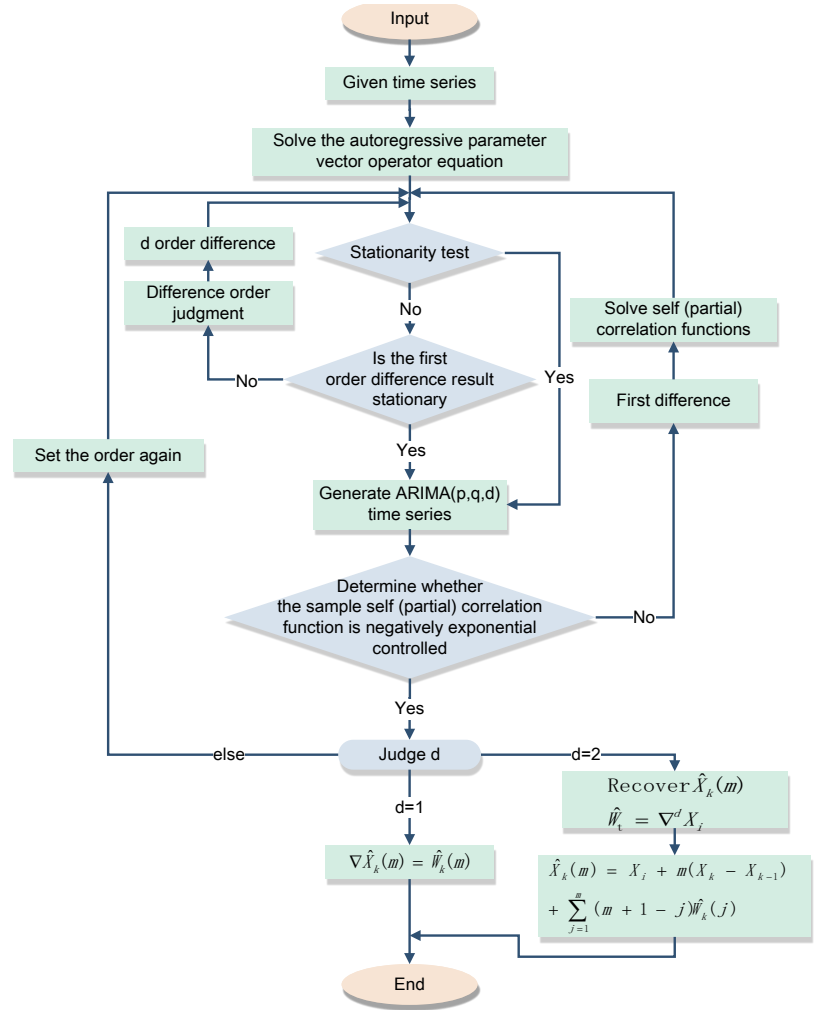 Input
Given time series
Solve the autoregressive parameter
vector operator equation
d order difference
Stationarity test
Difference order
judgment
No
Solve self (partial)
correlation functions
Is the first
order difference result
stationary
No
Yes
First difference
Yes
Set the order again
Generate ARIMA(p,q,d)
time series
Determine whether
the sample self (partial) correlation
function is negatively exponential
controlled
No
Yes
else
Judge d
d=2
d=1
Recover X̂ₖ(m)
Ŵₜ = ∇ᵈXᵢ
∇X̂ₖ(m) = Ŵₖ(m)
X̂ₖ(m) = Xᵢ + m(Xₖ − Xₖ₋₁)
+ ∑ⱼ₌₁ᵐ (m + 1 − j)Ŵₖ(j)
End